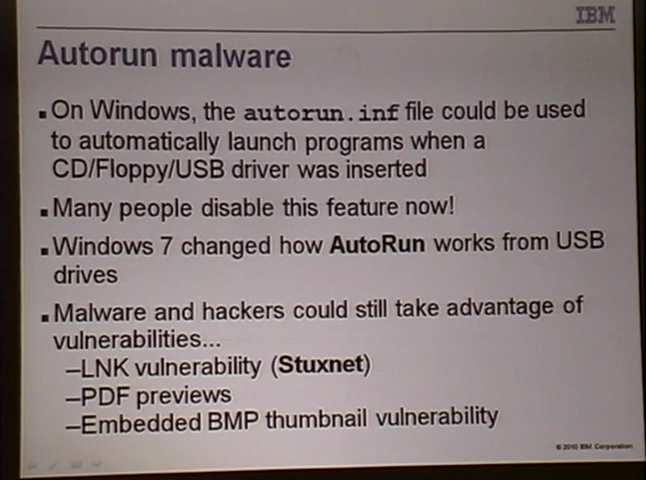 IBM
Autorun malware
▪On Windows, the autorun.inf file could be used
to automatically launch programs when a
CD/Floppy/USB driver was inserted
▪Many people disable this feature now!
▪Windows 7 changed how AutoRun works from USB
drives
▪Malware and hackers could still take advantage of
vulnerabilities...
–LNK vulnerability (Stuxnet)
–PDF previews
–Embedded BMP thumbnail vulnerability
© 2010 IBM Corporation